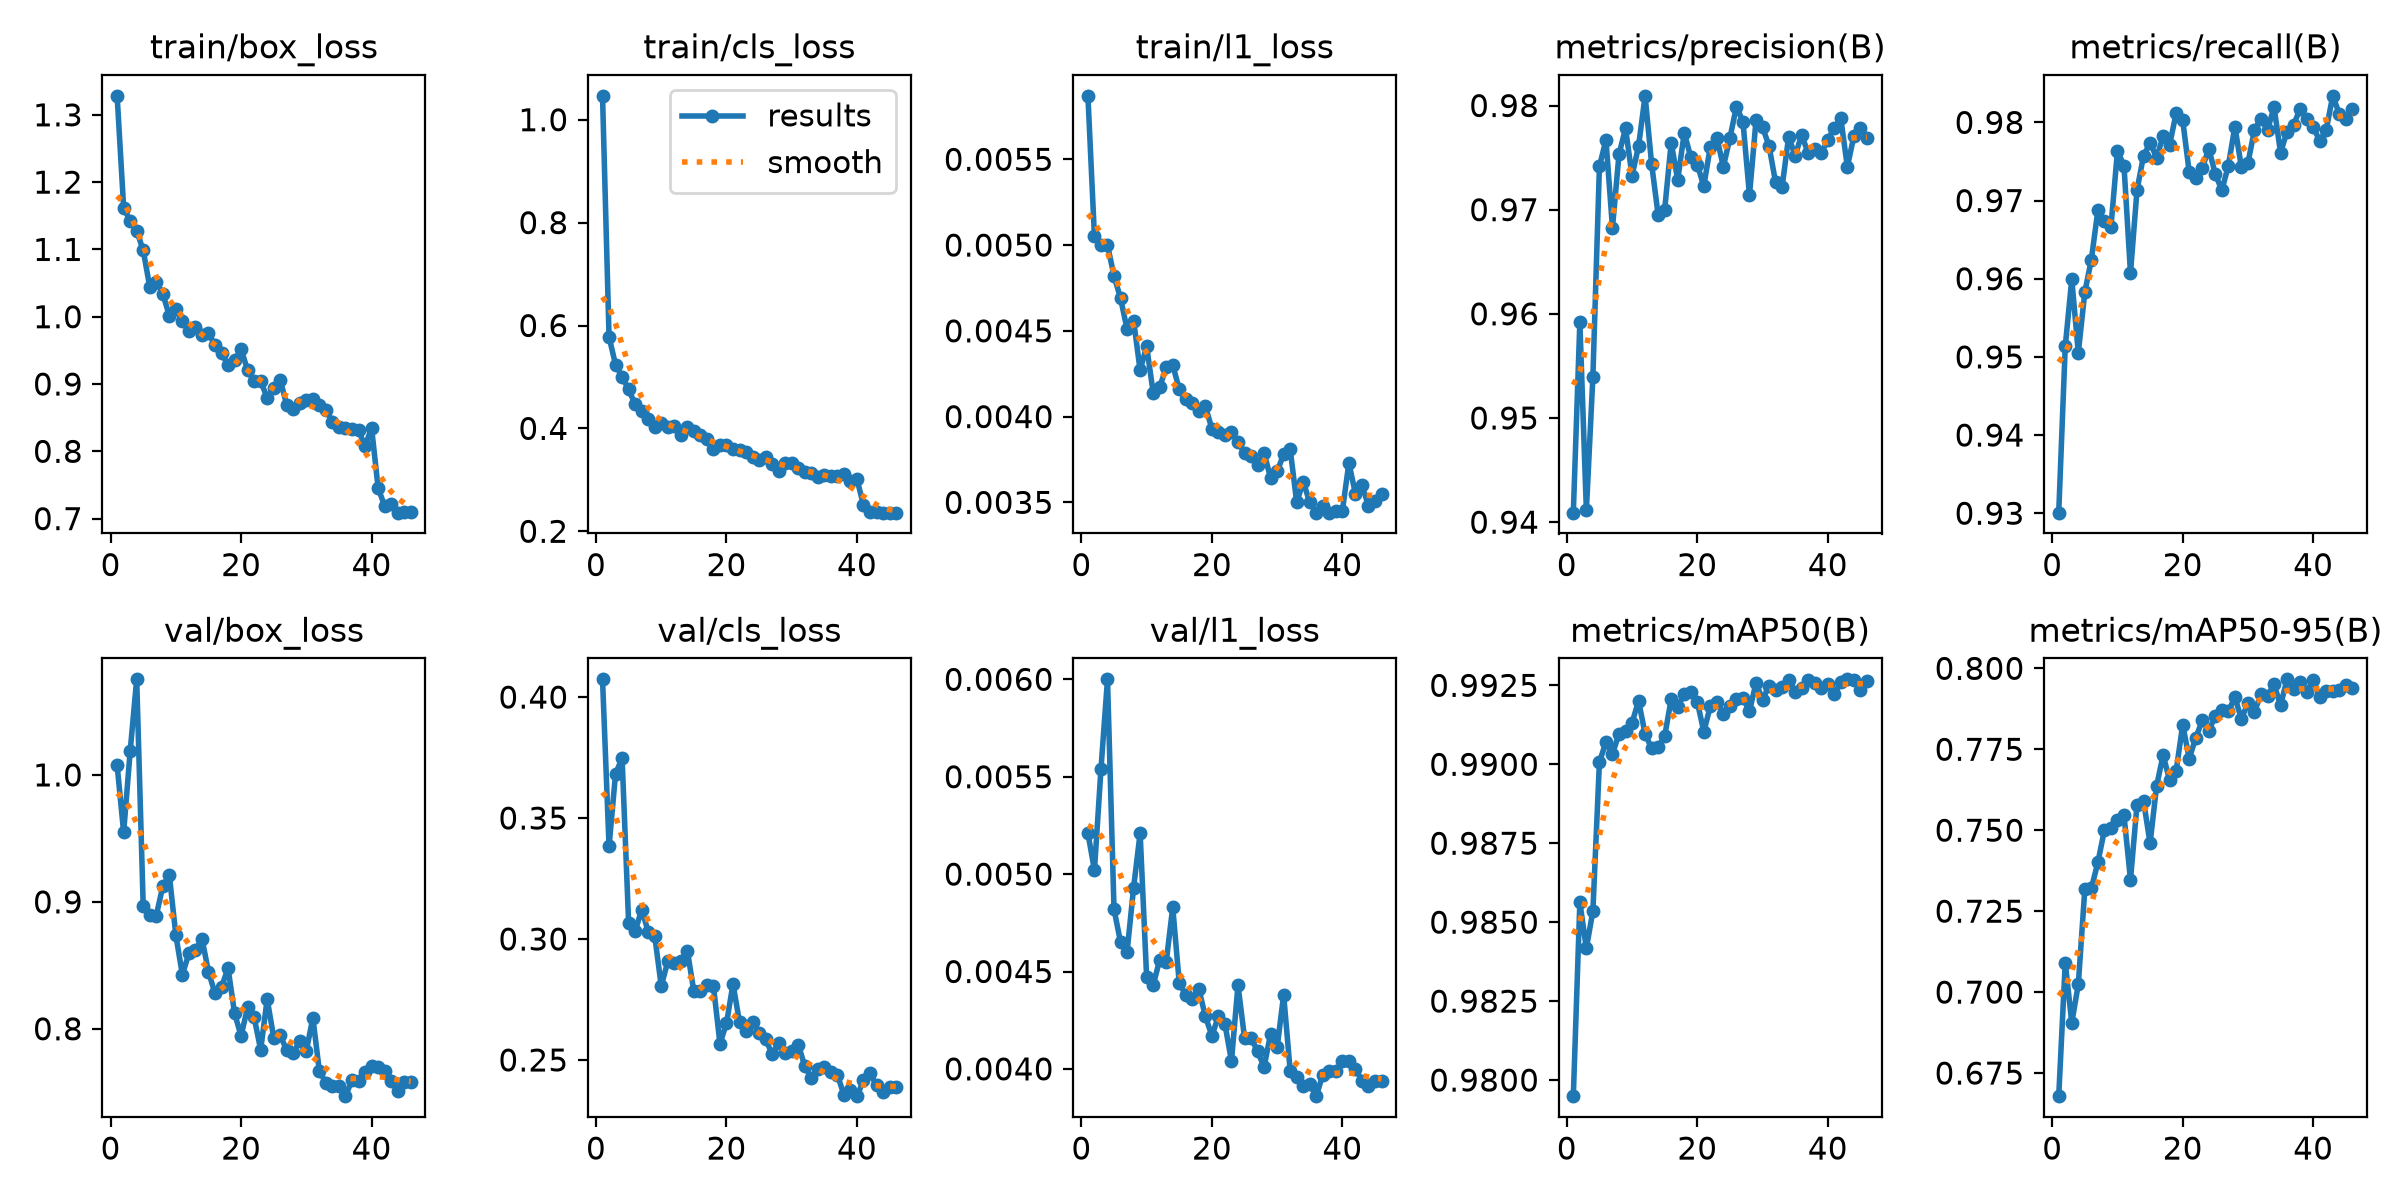 train/box_loss
1.3
1.2
1.1
1.0
0.9
0.8
0.7
0 20 40
train/cls_loss
results
smooth
1.0
0.8
0.6
0.4
0.2
0 20 40
train/l1_loss
0.0055
0.0050
0.0045
0.0040
0.0035
0 20 40
metrics/precision(B)
0.98
0.97
0.96
0.95
0.94
0 20 40
metrics/recall(B)
0.98
0.97
0.96
0.95
0.94
0.93
0 20 40
val/box_loss
1.0
0.9
0.8
0 20 40
val/cls_loss
0.40
0.35
0.30
0.25
0 20 40
val/l1_loss
0.0060
0.0055
0.0050
0.0045
0.0040
0 20 40
metrics/mAP50(B)
0.9925
0.9900
0.9875
0.9850
0.9825
0.9800
0 20 40
metrics/mAP50-95(B)
0.800
0.775
0.750
0.725
0.700
0.675
0 20 40